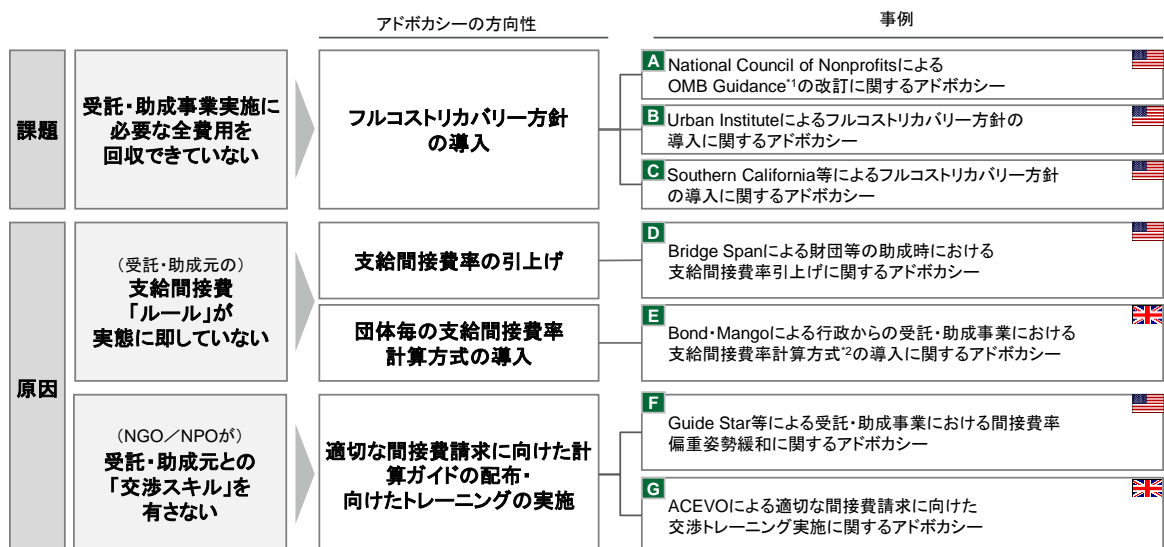 アドボカシーの方向性
事例
課題
受託・助成事業実施に
必要な全費用を
回収できていない
フルコストリカバリー方針
の導入
A
National Council of Nonprofitsによる
OMB Guidance*1の改訂に関するアドボカシー
B
Urban Instituteによるフルコストリカバリー方針の
導入に関するアドボカシー
C
Southern California等によるフルコストリカバリー方針
の導入に関するアドボカシー
原因
（受託・助成元の）
支給間接費
「ルール」が
実態に即していない
支給間接費率の引上げ
D
Bridge Spanによる財団等の助成時における
支給間接費率引上げに関するアドボカシー
団体毎の支給間接費率
計算方式の導入
E
Bond・Mangoによる行政からの受託・助成事業における
支給間接費率計算方式*2の導入に関するアドボカシー
（NGO／NPOが）
受託・助成元との
「交渉スキル」を
有さない
適切な間接費請求に向けた計
算ガイドの配布・
向けたトレーニングの実施
F
Guide Star等による受託・助成事業における間接費率
偏重姿勢緩和に関するアドボカシー
G
ACEVOによる適切な間接費請求に向けた
交渉トレーニング実施に関するアドボカシー